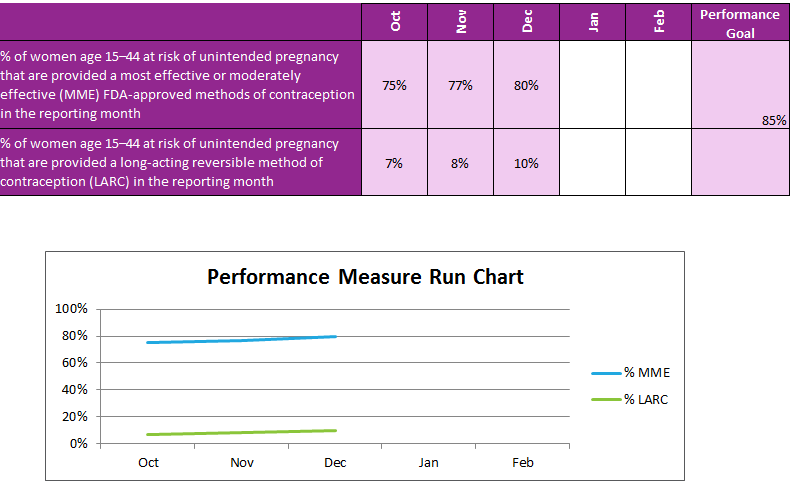 Oct Nov Dec Jan Feb Performance Goal
% of women age 15–44 at risk of unintended pregnancy
that are provided a most effective or moderately
effective (MME) FDA-approved methods of contraception
in the reporting month
75% 77% 80% 85%
% of women age 15–44 at risk of unintended pregnancy
that are provided a long-acting reversible method of
contraception (LARC) in the reporting month
7% 8% 10%
Performance Measure Run Chart
100%
80%
60%
40%
20%
0%
Oct Nov Dec Jan Feb
% MME
% LARC